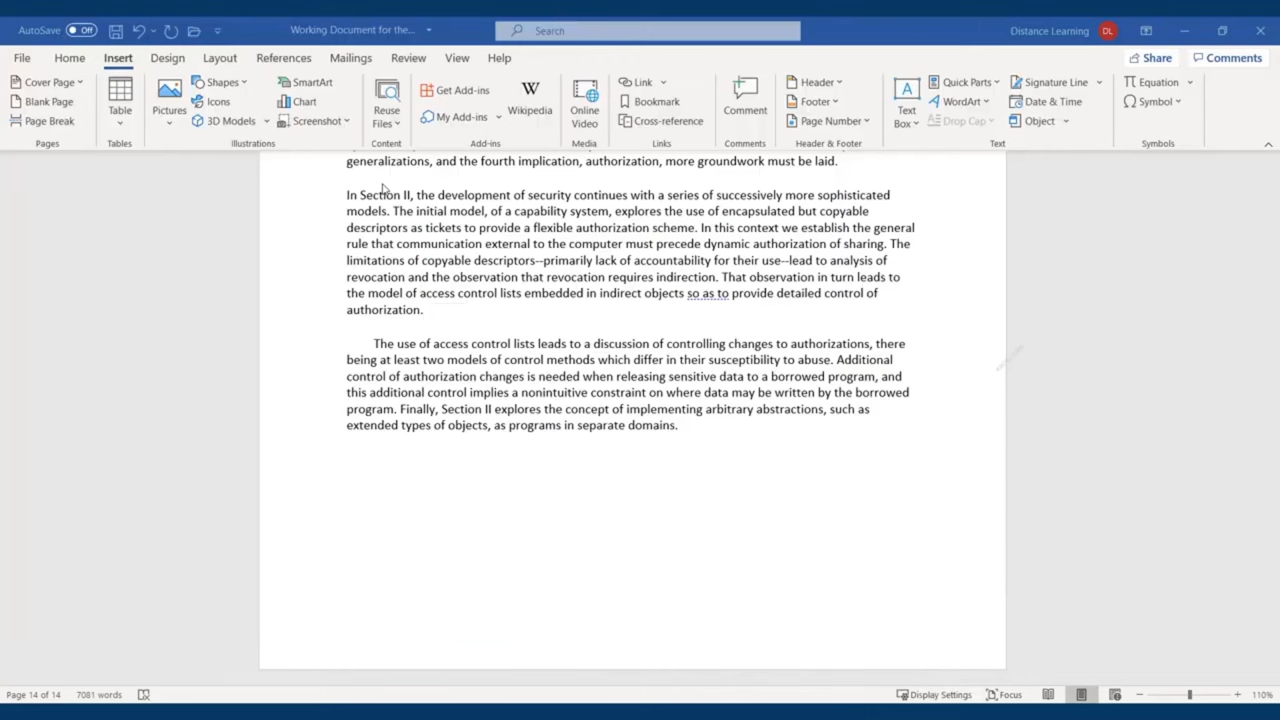 AutoSave Off Working Document for the... Search Distance Learning DL
File Home Insert Design Layout References Mailings Review View Help Share Comments
Cover Page
Blank Page
Page Break
Pages
Table
Tables
Pictures
Shapes
Icons
3D Models
SmartArt
Chart
Screenshot
Illustrations
Reuse
Files
Content
Get Add-ins
My Add-ins
W
Wikipedia
Add-ins
Online
Video
Media
Link
Bookmark
Cross-reference
Links
Comment
Comments
Header
Footer
Page Number
Header & Footer
A
Text
Box
Quick Parts
WordArt
Drop Cap
Signature Line
Date & Time
Object
Text
Equation
Symbol
Symbols
generalizations, and the fourth implication, authorization, more groundwork must be laid.
In Section II, the development of security continues with a series of successively more sophisticated
models. The initial model, of a capability system, explores the use of encapsulated but copyable
descriptors as tickets to provide a flexible authorization scheme. In this context we establish the general
rule that communication external to the computer must precede dynamic authorization of sharing. The
limitations of copyable descriptors--primarily lack of accountability for their use--lead to analysis of
revocation and the observation that revocation requires indirection. That observation in turn leads to
the model of access control lists embedded in indirect objects so as to provide detailed control of
authorization.
The use of access control lists leads to a discussion of controlling changes to authorizations, there
being at least two models of control methods which differ in their susceptibility to abuse. Additional
control of authorization changes is needed when releasing sensitive data to a borrowed program, and
this additional control implies a nonintuitive constraint on where data may be written by the borrowed
program. Finally, Section II explores the concept of implementing arbitrary abstractions, such as
extended types of objects, as programs in separate domains.
Page 14 of 14 7081 words Display Settings Focus 110%